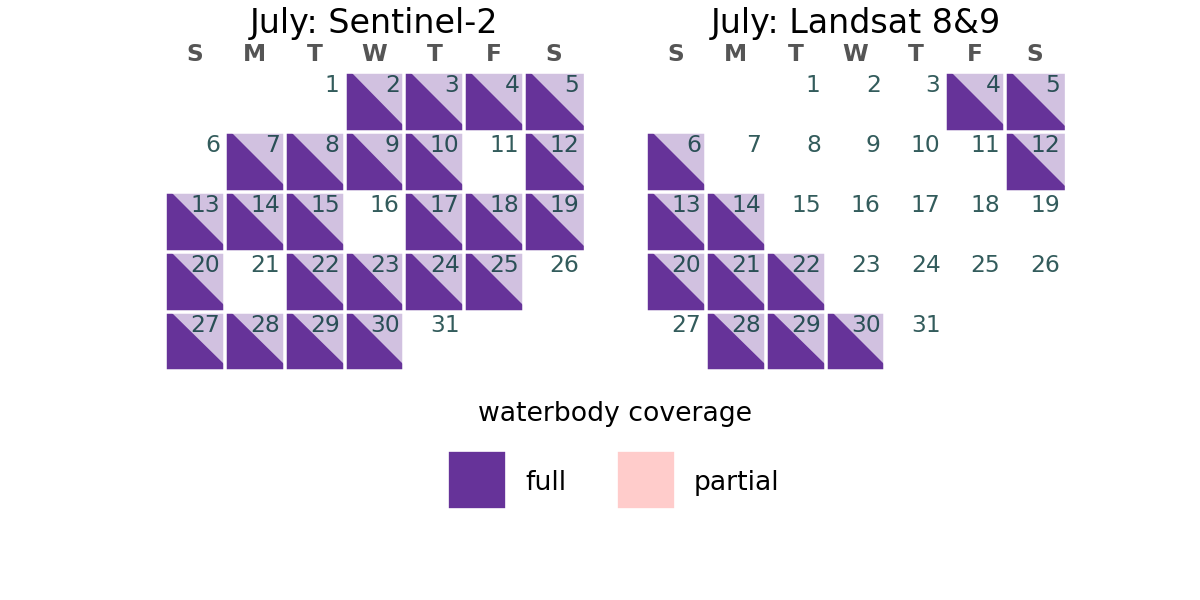 July: Sentinel-2
S M T W T F S
1 2 3 4 5
6 7 8 9 10 11 12
13 14 15 16 17 18 19
20 21 22 23 24 25 26
27 28 29 30 31
July: Landsat 8&9
S M T W T F S
1 2 3 4 5
6 7 8 9 10 11 12
13 14 15 16 17 18 19
20 21 22 23 24 25 26
27 28 29 30 31
waterbody coverage
full partial